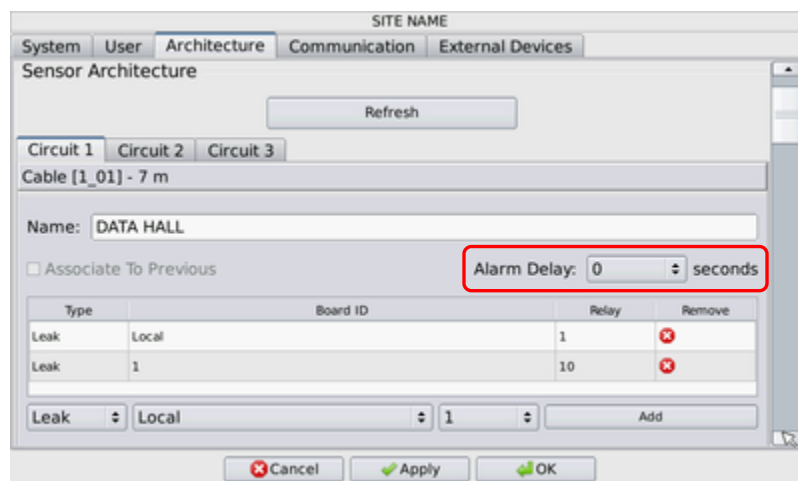 SITE NAME
System User Architecture Communication External Devices
Sensor Architecture
Refresh
Circuit 1 Circuit 2 Circuit 3
Cable [1_01] - 7 m
Name: DATA HALL
Associate To Previous Alarm Delay: 0 seconds
Type Board ID Relay Remove
Leak Local 1
Leak 1 10
Leak Local 1 Add
Cancel Apply OK